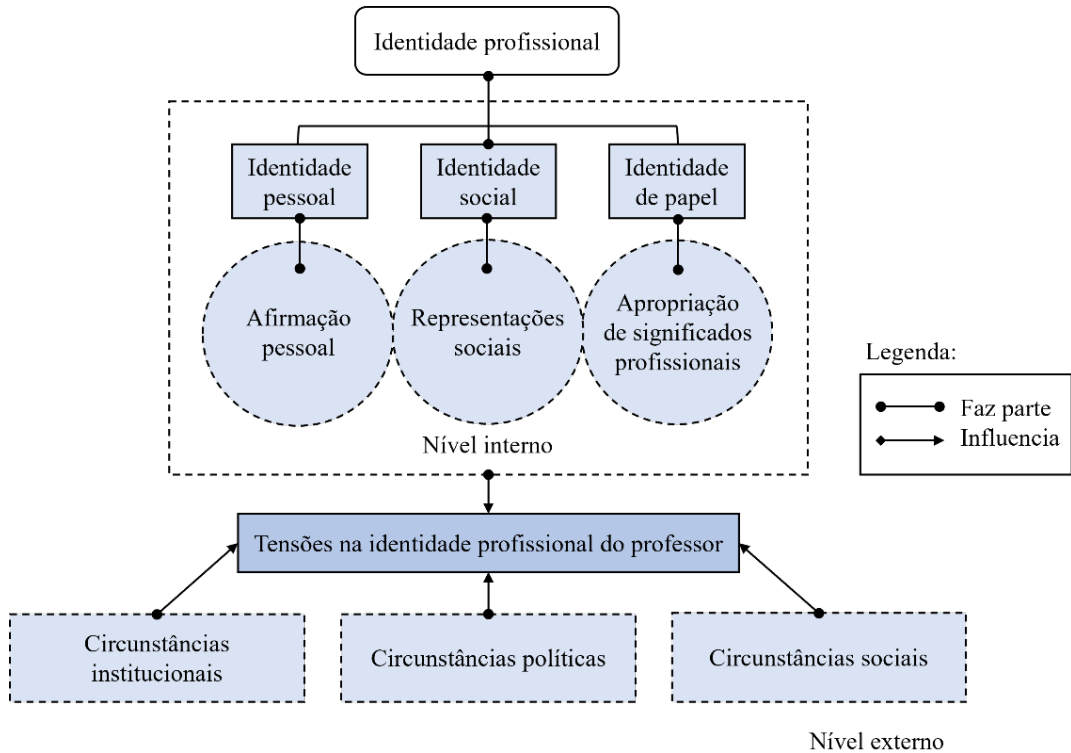 Identidade profissional
Identidade
pessoal
Identidade
social
Identidade
de papel
Afirmação
pessoal
Representações
sociais
Apropriação
de significados
profissionais
Nível interno
Legenda:
Faz parte
Influencia
Tensões na identidade profissional do professor
Circunstâncias
institucionais
Circunstâncias políticas
Circunstâncias sociais
Nível externo